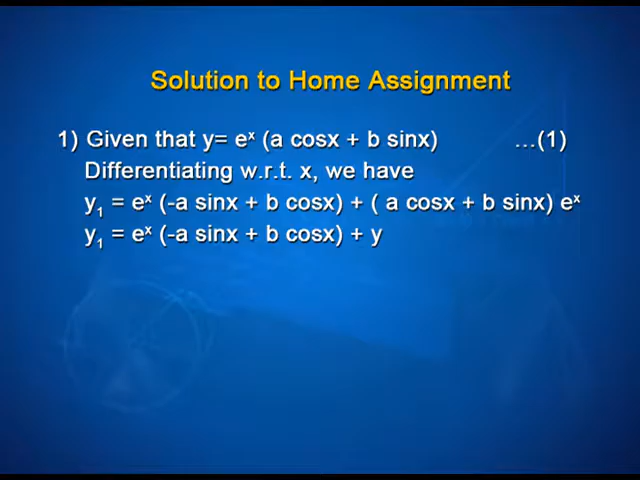 Solution to Home Assignment
1) Given that y= eˣ (a cosx + b sinx) ...(1)
Differentiating w.r.t. x, we have
y₁ = eˣ (-a sinx + b cosx) + ( a cosx + b sinx) eˣ
y₁ = eˣ (-a sinx + b cosx) + y